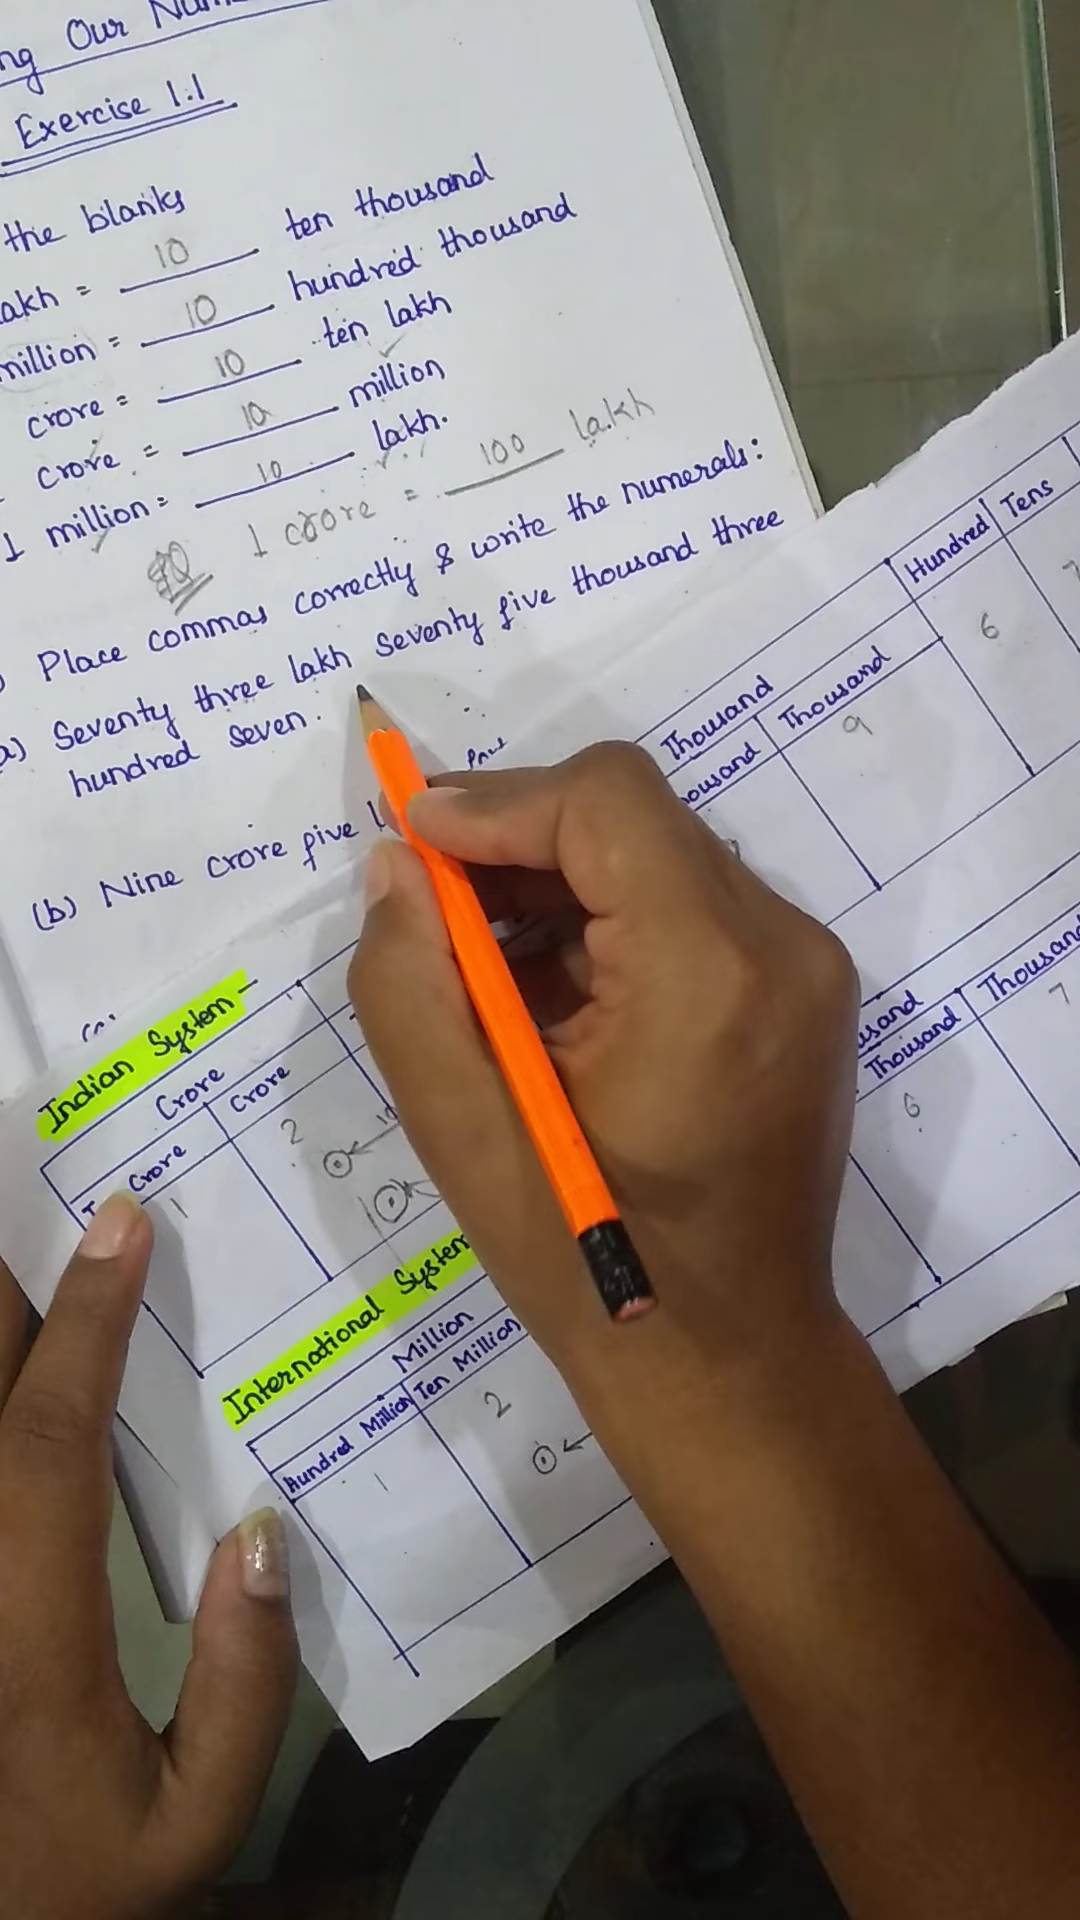 Our
Exercise 1.1
the blanks
= 10 ten thousand
= 10 hundred thousand
crore = 10 ten lakh
crore = 10 million
1 million = 10 lakh.
1 crore = 100 lakh
Place commas correctly & write the numerals:
a) Seventy three lakh seventy five thousand three
hundred seven.
(b) Nine crore five
Hundred Tens
6 7
Thousand
Thousand
9
Indian System -
Crore
Crore Crore
1 2
Thousand Thousand
6 7
International System
Million
Hundred Million Ten Million
1 2